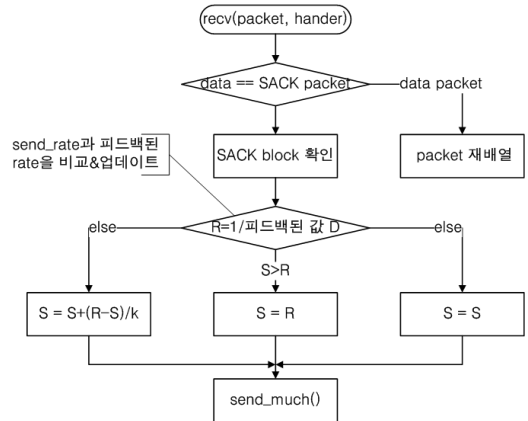 recv(packet, hander)
data == SACK packet
data packet
send_rate과 피드백된
rate을 비교&업데이트
SACK block 확인
packet 재배열
else
R=1/피드백된 값 D
else
S>R
S = S+(R-S)/k
S = R
S = S
send_much()